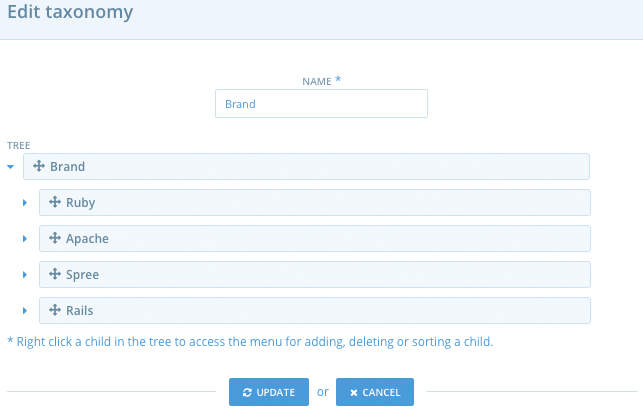 Edit taxonomy
NAME *
Brand
TREE
Brand
Ruby
Apache
Spree
Rails
* Right click a child in the tree to access the menu for adding, deleting or sorting a child.
UPDATE or CANCEL